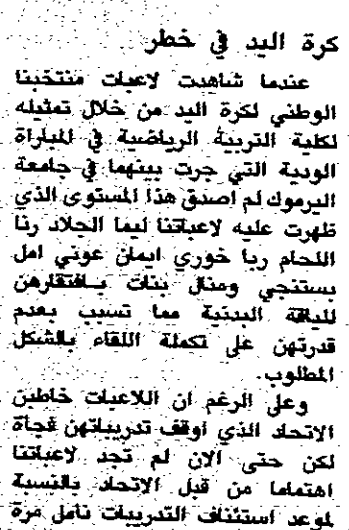 كرة اليد في خطر
عندما شاهدت لاعبات منتخبنا
الوطني لكرة اليد من خلال تمثيله
لكلية التربية الرياضية في المباراة
الودية التي جرت بينهما في جامعة
اليرموك لم اصدق هذا المستوى الذي
ظهرت عليه لاعباتنا ليما الجلاد رنا
اللحام ربا خوري ايمان عوني امل
بستنجي ومنال بنات بافتقارهن
للياقة البدنية مما تسبب بعدم
قدرتهن على تكملة اللقاء بالشكل
المطلوب.
وعلى الرغم ان اللاعبات خاطبن
الاتحاد الذي اوقف تدريباتهن فجأة
لكن حتى الان لم تجد لاعباتنا
اهتماما من قبل الاتحاد بالنسبة
لموعد استئناف التدريبات نامل مرة